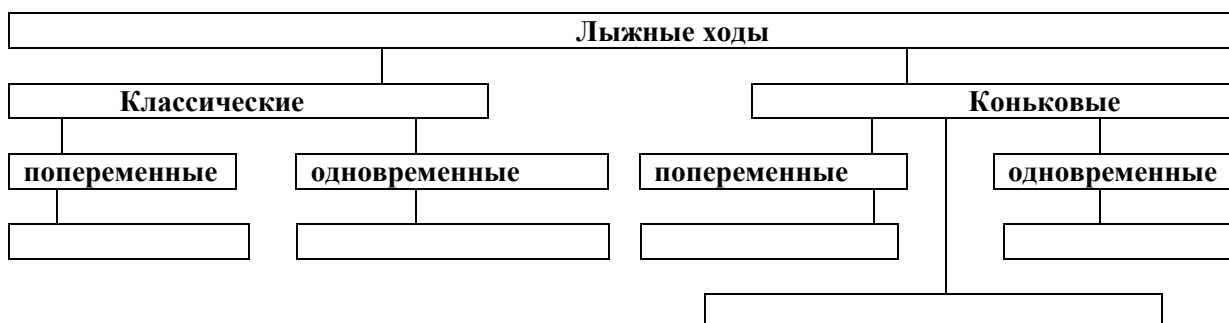 Лыжные ходы
Классические Коньковые
попеременные одновременные попеременные одновременные